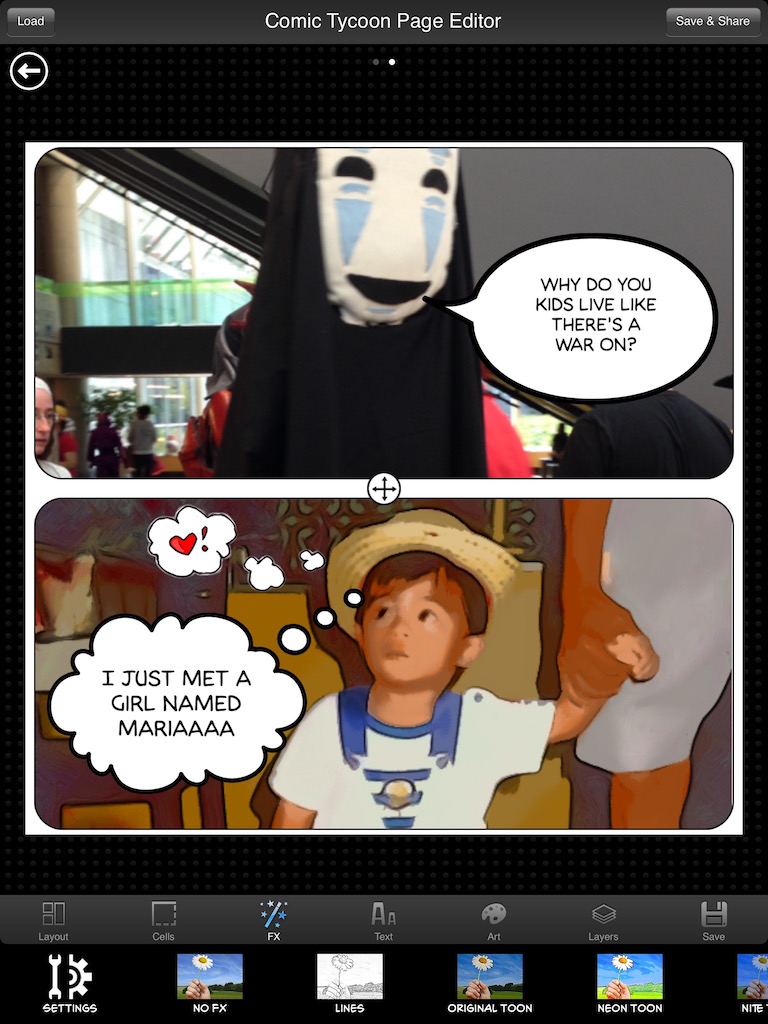 Load
Comic Tycoon Page Editor
Save & Share
WHY DO YOU
KIDS LIVE LIKE
THERE'S A
WAR ON?
I JUST MET A
GIRL NAMED
MARIAAAA
!
Layout
Cells
FX
Text
Art
Layers
Save
SETTINGS
NO FX
LINES
ORIGINAL TOON
NEON TOON
NITE